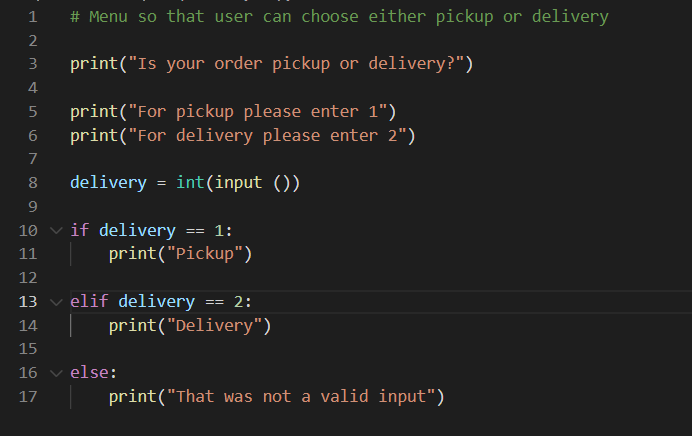 1 # Menu so that user can choose either pickup or delivery
2
3 print("Is your order pickup or delivery?")
4
5 print("For pickup please enter 1")
6 print("For delivery please enter 2")
7
8 delivery = int(input ())
9
10 if delivery == 1:
11     print("Pickup")
12
13 elif delivery == 2:
14     print("Delivery")
15
16 else:
17     print("That was not a valid input")